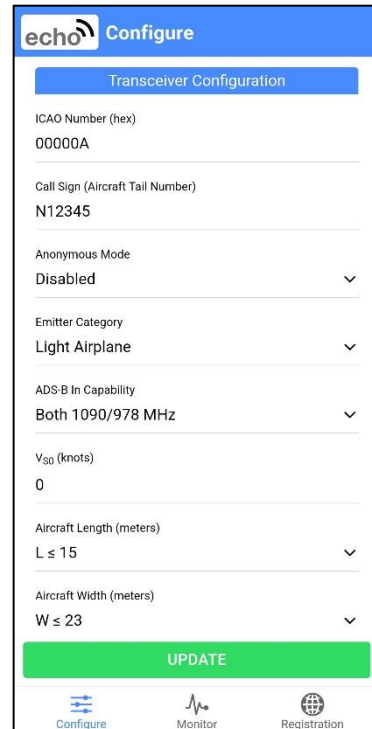 echo Configure
Transceiver Configuration
ICAO Number (hex)
00000A
Call Sign (Aircraft Tail Number)
N12345
Anonymous Mode
Disabled
Emitter Category
Light Airplane
ADS-B In Capability
Both 1090/978 MHz
VS0 (knots)
0
Aircraft Length (meters)
L ≤ 15
Aircraft Width (meters)
W ≤ 23
UPDATE
Configure Monitor Registration